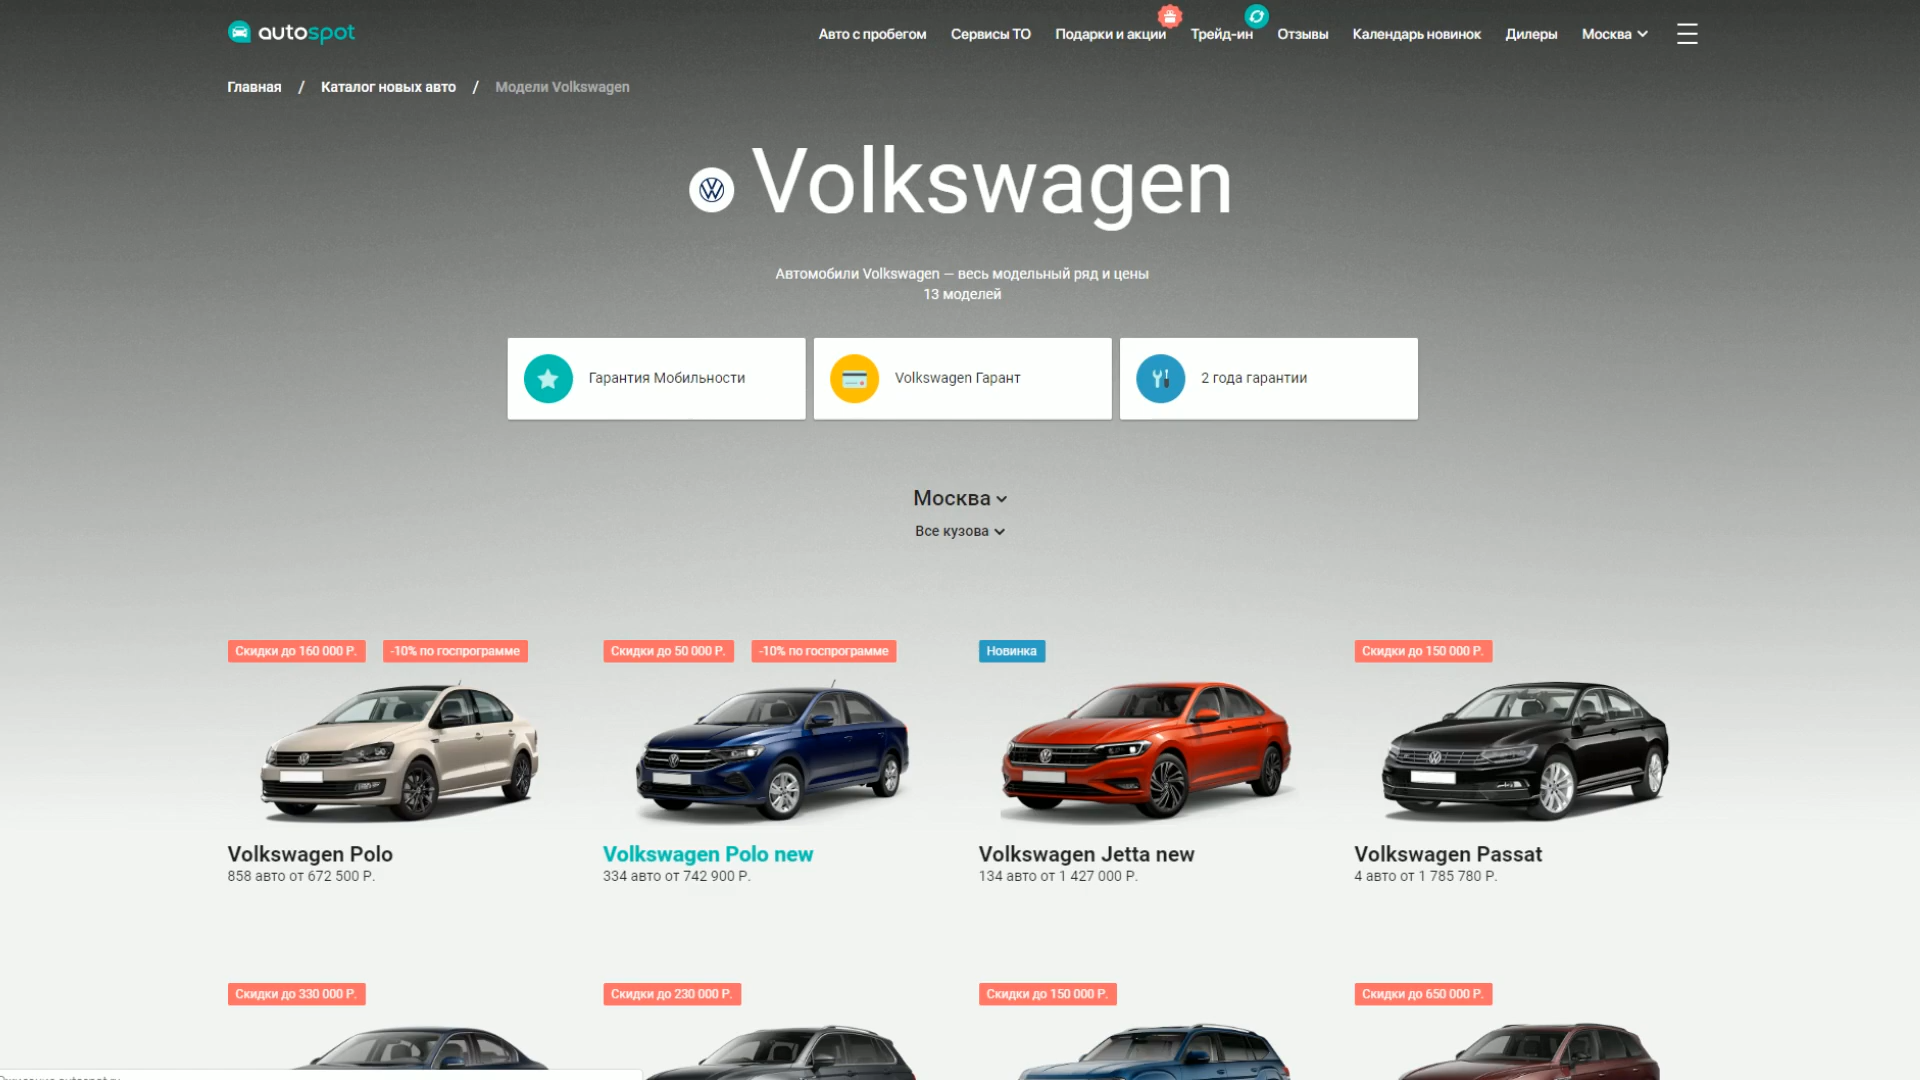 autospot
Авто с пробегом
Сервисы ТО
Подарки и акции
Трейд-ин
Отзывы
Календарь новинок
Дилеры
Москва
Главная / Каталог новых авто / Модели Volkswagen
Volkswagen
Автомобили Volkswagen — весь модельный ряд и цены
13 моделей
Гарантия Мобильности
Volkswagen Гарант
2 года гарантии
Москва
Все кузова
Скидки до 160 000 Р.
-10% по госпрограмме
Скидки до 50 000 Р.
-10% по госпрограмме
Новинка
Скидки до 150 000 Р.
Volkswagen Polo
858 авто от 672 500 Р.
Volkswagen Polo new
334 авто от 742 900 Р.
Volkswagen Jetta new
134 авто от 1 427 000 Р.
Volkswagen Passat
4 авто от 1 785 780 Р.
Скидки до 330 000 Р.
Скидки до 230 000 Р.
Скидки до 150 000 Р.
Скидки до 650 000 Р.